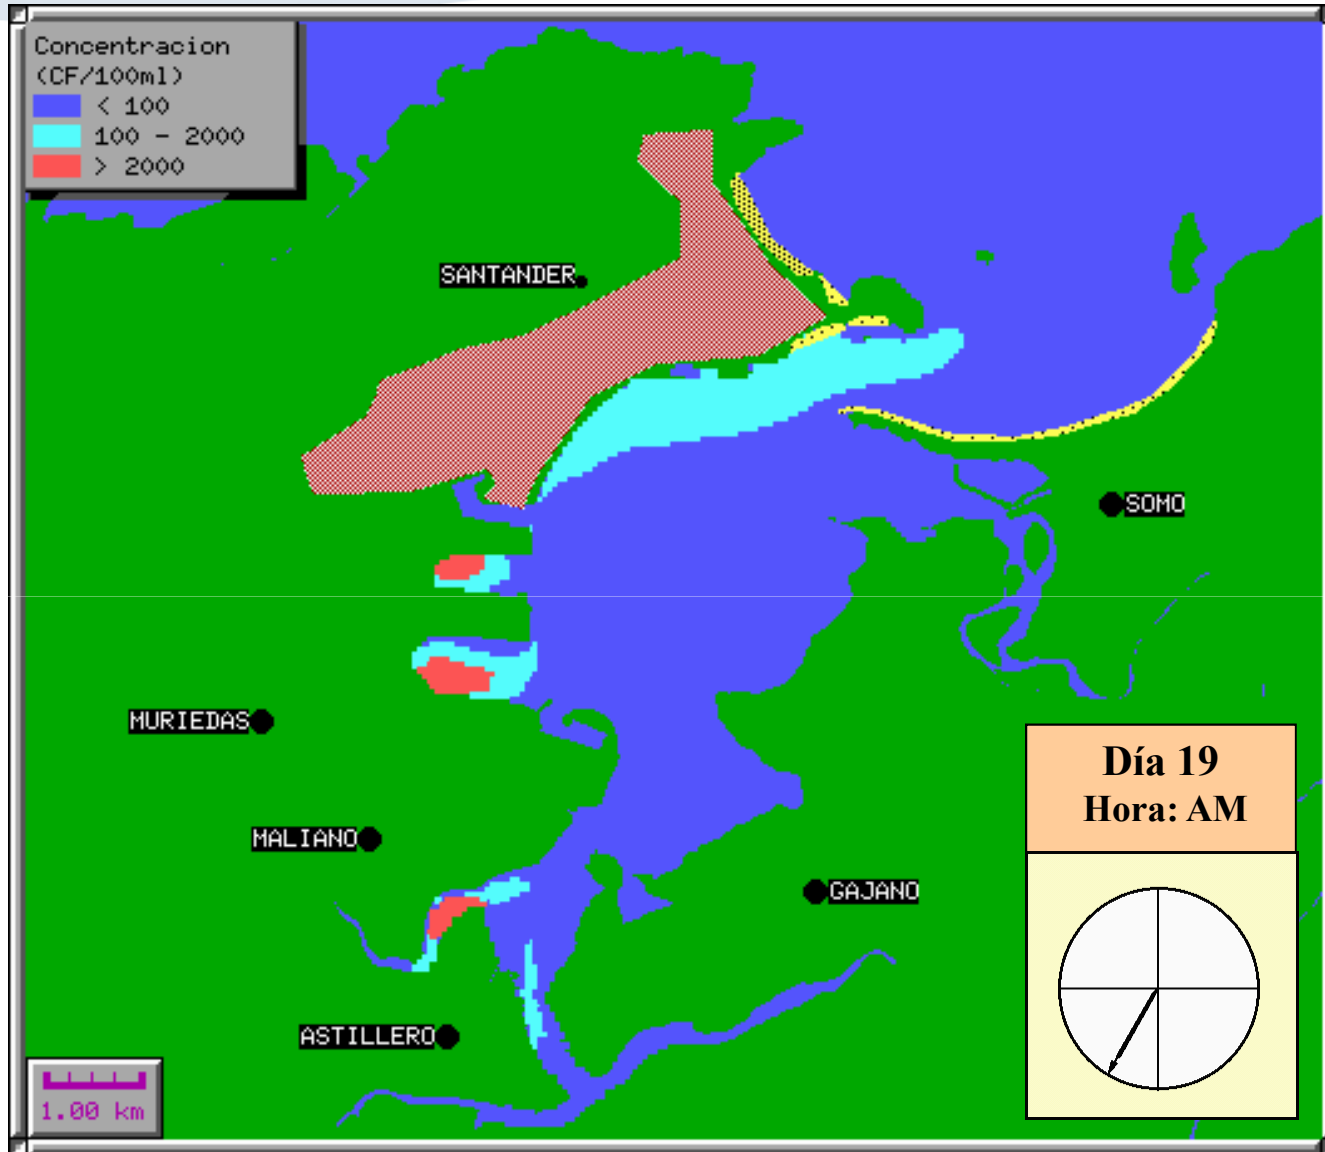 Concentracion
(CF/100ml)
< 100
100 - 2000
> 2000
SANTANDER
SOMO
MURIEDAS
Día 19
Hora: AM
MALIANO
GAJANO
ASTILLERO
1.00 km